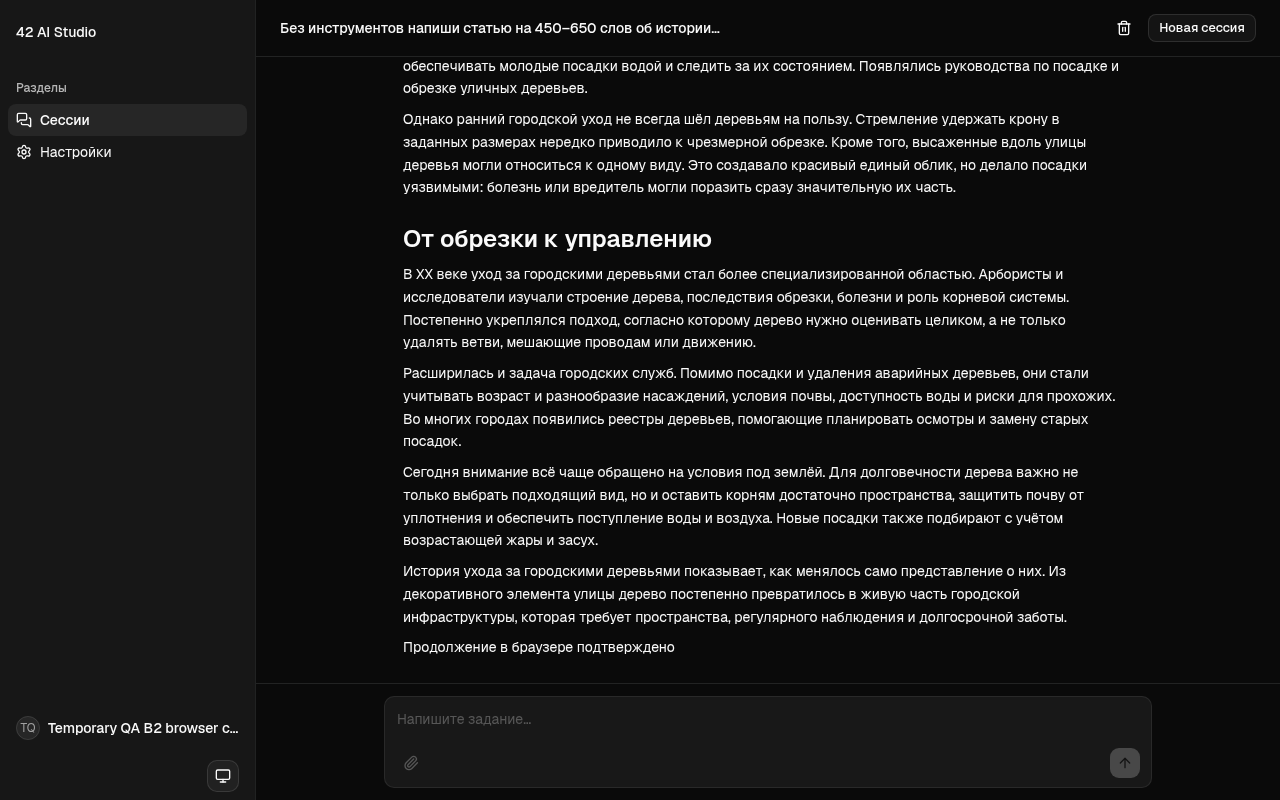 42 AI Studio
Разделы
Сессии
Настройки
Temporary QA B2 browser c...
Без инструментов напиши статью на 450–650 слов об истории...
Новая сессия
обеспечивать молодые посадки водой и следить за их состоянием. Появлялись руководства по посадке и
обрезке уличных деревьев.
Однако ранний городской уход не всегда шёл деревьям на пользу. Стремление удержать крону в
заданных размерах нередко приводило к чрезмерной обрезке. Кроме того, высаженные вдоль улицы
деревья могли относиться к одному виду. Это создавало красивый единый облик, но делало посадки
уязвимыми: болезнь или вредитель могли поразить сразу значительную их часть.
От обрезки к управлению
В XX веке уход за городскими деревьями стал более специализированной областью. Арбористы и
исследователи изучали строение дерева, последствия обрезки, болезни и роль корневой системы.
Постепенно укреплялся подход, согласно которому дерево нужно оценивать целиком, а не только
удалять ветви, мешающие проводам или движению.
Расширилась и задача городских служб. Помимо посадки и удаления аварийных деревьев, они стали
учитывать возраст и разнообразие насаждений, условия почвы, доступность воды и риски для прохожих.
Во многих городах появились реестры деревьев, помогающие планировать осмотры и замену старых
посадок.
Сегодня внимание всё чаще обращено на условия под землёй. Для долговечности дерева важно не
только выбрать подходящий вид, но и оставить корням достаточно пространства, защитить почву от
уплотнения и обеспечить поступление воды и воздуха. Новые посадки также подбирают с учётом
возрастающей жары и засух.
История ухода за городскими деревьями показывает, как менялось само представление о них. Из
декоративного элемента улицы дерево постепенно превратилось в живую часть городской
инфраструктуры, которая требует пространства, регулярного наблюдения и долгосрочной заботы.
Продолжение в браузере подтверждено
Напишите задание...
TQ